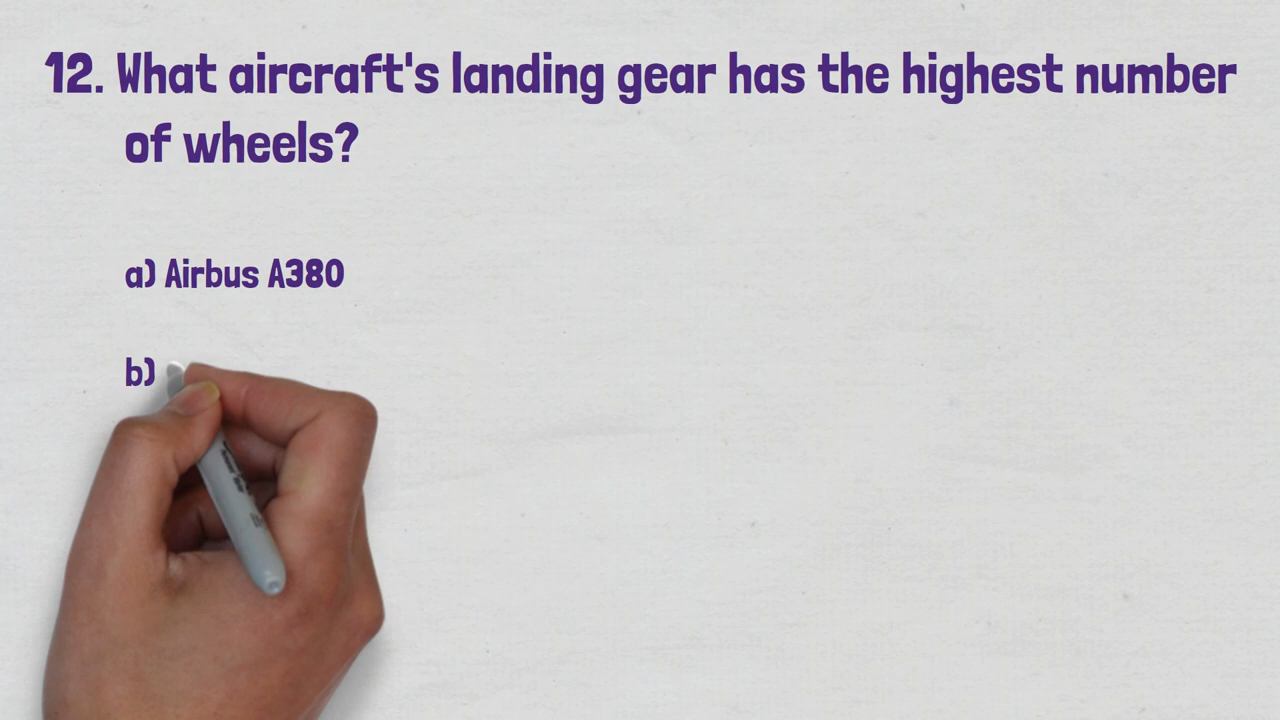 12. What aircraft's landing gear has the highest number
of wheels?
a) Airbus A380
b)